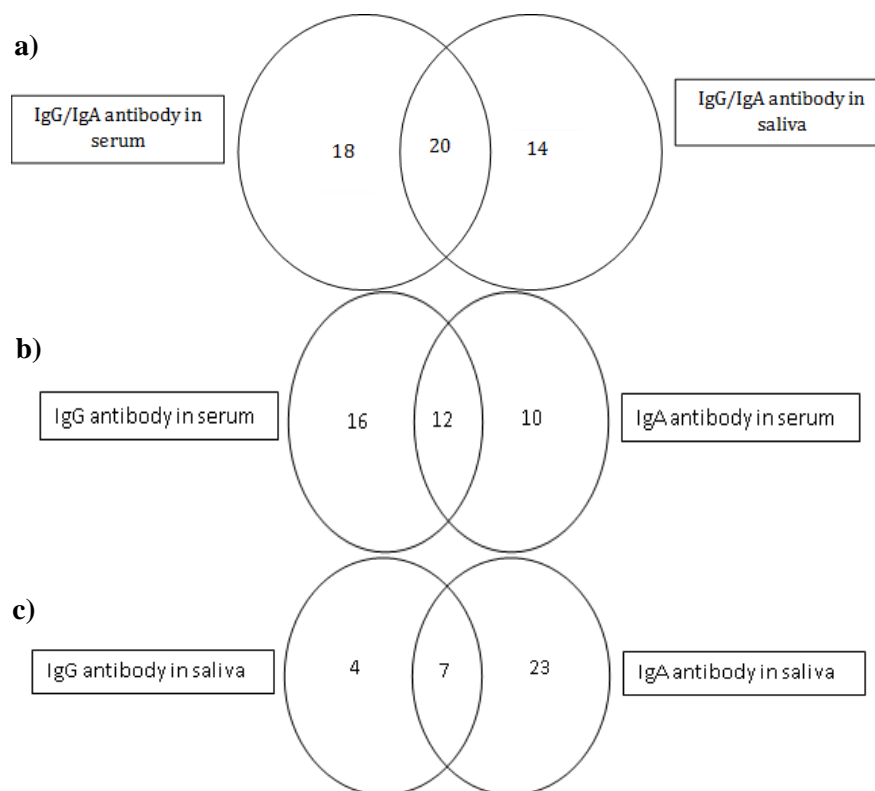 a)
IgG/IgA antibody in
serum
18
20
14
IgG/IgA antibody in
saliva
b)
IgG antibody in serum
16
12
10
IgA antibody in serum
c)
IgG antibody in saliva
4
7
23
IgA antibody in saliva